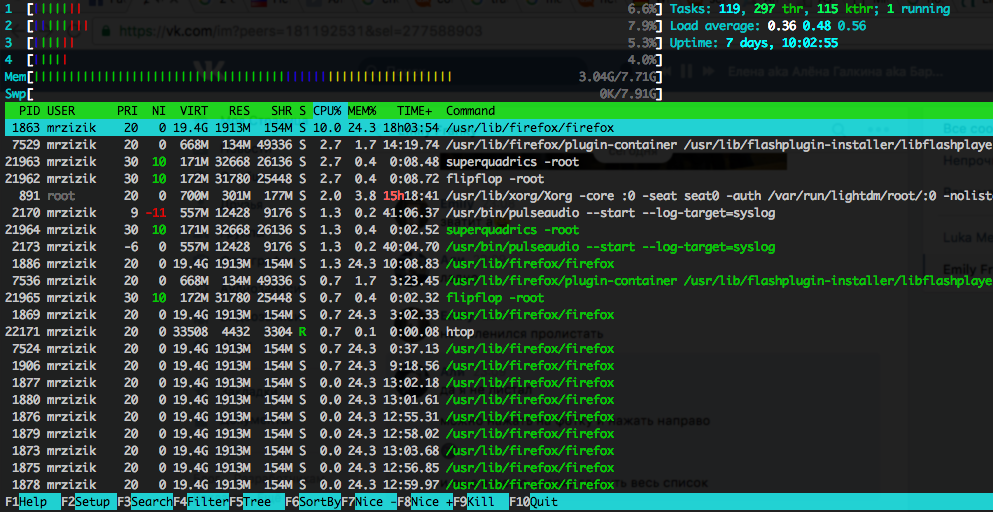 1 [|||||||| 6.6%] Tasks: 119, 297 thr, 115 kthr; 1 running
2 [||||||||| 7.9%] Load average: 0.36 0.48 0.56
3 [||||||| 5.3%] Uptime: 7 days, 10:02:55
4 [||||| 4.0%]
Mem[|||||||||||||||||||||||||||||||||||||||||||||||||||||||||| 3.04G/7.71G]
Swp[ 0K/7.91G]
https://vk.com/im?peers=181192531&sel=277588903
Елена aka Алёна Галкина aka Бар...
PID USER PRI NI VIRT RES SHR S CPU% MEM% TIME+ Command
1863 mrzizik 20 0 19.4G 1913M 154M S 10.0 24.3 18h03:54 /usr/lib/firefox/firefox
7529 mrzizik 20 0 668M 134M 49336 S 2.7 1.7 14:19.74 /usr/lib/firefox/plugin-container /usr/lib/flashplugin-installer/libflashplaye
21963 mrzizik 30 10 171M 32668 26136 S 2.7 0.4 0:08.48 superquadrics -root
21962 mrzizik 30 10 172M 31780 25448 S 2.7 0.4 0:08.72 flipflop -root
891 root 20 0 700M 301M 177M S 2.0 3.8 15h18:41 /usr/lib/xorg/Xorg -core :0 -seat seat0 -auth /var/run/lightdm/root/:0 -nolist
2170 mrzizik 9 -11 557M 12428 9176 S 1.3 0.2 41:06.37 /usr/bin/pulseaudio --start --log-target=syslog
21964 mrzizik 30 10 171M 32668 26136 S 1.3 0.4 0:02.52 superquadrics -root
2173 mrzizik -6 0 557M 12428 9176 S 1.3 0.2 40:04.70 /usr/bin/pulseaudio --start --log-target=syslog
1886 mrzizik 20 0 19.4G 1913M 154M S 1.3 24.3 10:08.83 /usr/lib/firefox/firefox
7536 mrzizik 20 0 668M 134M 49336 S 0.7 1.7 3:23.45 /usr/lib/firefox/plugin-container /usr/lib/flashplugin-installer/libflashplaye
21965 mrzizik 30 10 172M 31780 25448 S 0.7 0.4 0:02.32 flipflop -root
1869 mrzizik 20 0 19.4G 1913M 154M S 0.7 24.3 3:02.33 /usr/lib/firefox/firefox
22171 mrzizik 20 0 33508 4432 3304 R 0.7 0.1 0:00.08 htop
7524 mrzizik 20 0 19.4G 1913M 154M S 0.7 24.3 0:37.13 /usr/lib/firefox/firefox
1906 mrzizik 20 0 19.4G 1913M 154M S 0.7 24.3 9:18.56 /usr/lib/firefox/firefox
1877 mrzizik 20 0 19.4G 1913M 154M S 0.0 24.3 13:02.18 /usr/lib/firefox/firefox
1880 mrzizik 20 0 19.4G 1913M 154M S 0.0 24.3 13:01.61 /usr/lib/firefox/firefox
1876 mrzizik 20 0 19.4G 1913M 154M S 0.0 24.3 12:55.31 /usr/lib/firefox/firefox
1879 mrzizik 20 0 19.4G 1913M 154M S 0.0 24.3 12:58.02 /usr/lib/firefox/firefox
1873 mrzizik 20 0 19.4G 1913M 154M S 0.0 24.3 13:03.68 /usr/lib/firefox/firefox
1875 mrzizik 20 0 19.4G 1913M 154M S 0.0 24.3 12:56.85 /usr/lib/firefox/firefox
1878 mrzizik 20 0 19.4G 1913M 154M S 0.0 24.3 12:59.97 /usr/lib/firefox/firefox
F1Help F2Setup F3SearchF4FilterF5Tree F6SortByF7Nice -F8Nice +F9Kill F10Quit